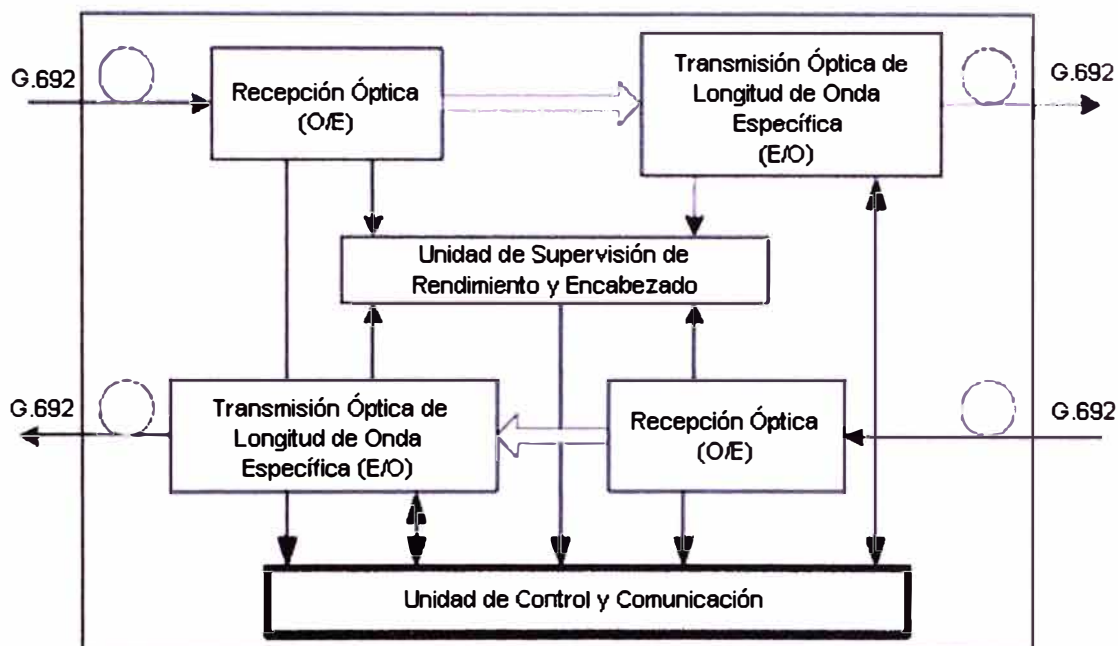 G.692
Recepción Óptica
(O/E)
Transmisión Óptica de
Longitud de Onda
Específica
(E/O)
G.692
Unidad de Supervisión de
Rendimiento y Encabezado
G.692
Transmisión Óptica de
Longitud de Onda
Específica (E/O)
Recepción Óptica
(O/E)
G.692
Unidad de Control y Comunicación